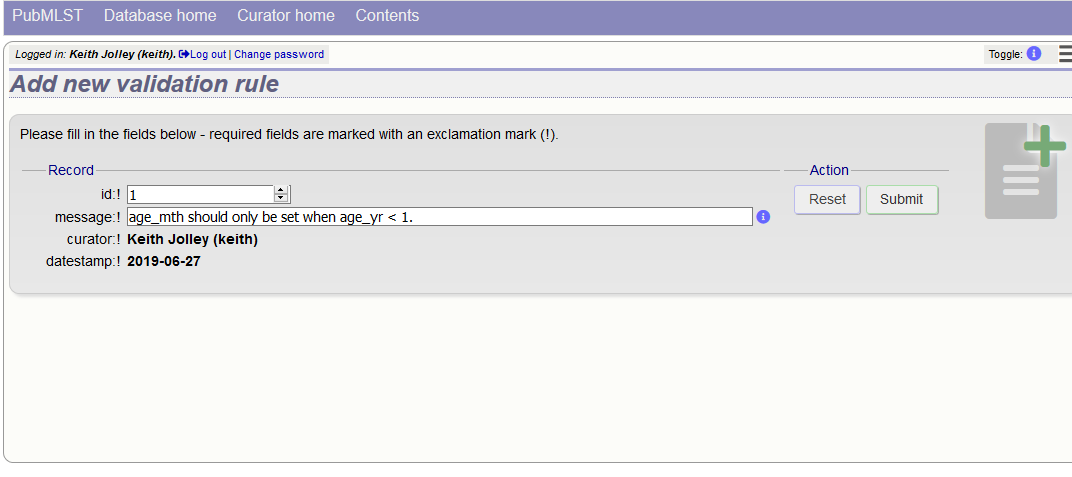 PubMLST Database home Curator home Contents
Logged in: Keith Jolley (keith). Log out | Change password Toggle: i
Add new validation rule
Please fill in the fields below - required fields are marked with an exclamation mark (!).
Record Action
id:! 1 Reset Submit
message:! age_mth should only be set when age_yr < 1. i
curator:! Keith Jolley (keith)
datestamp:! 2019-06-27